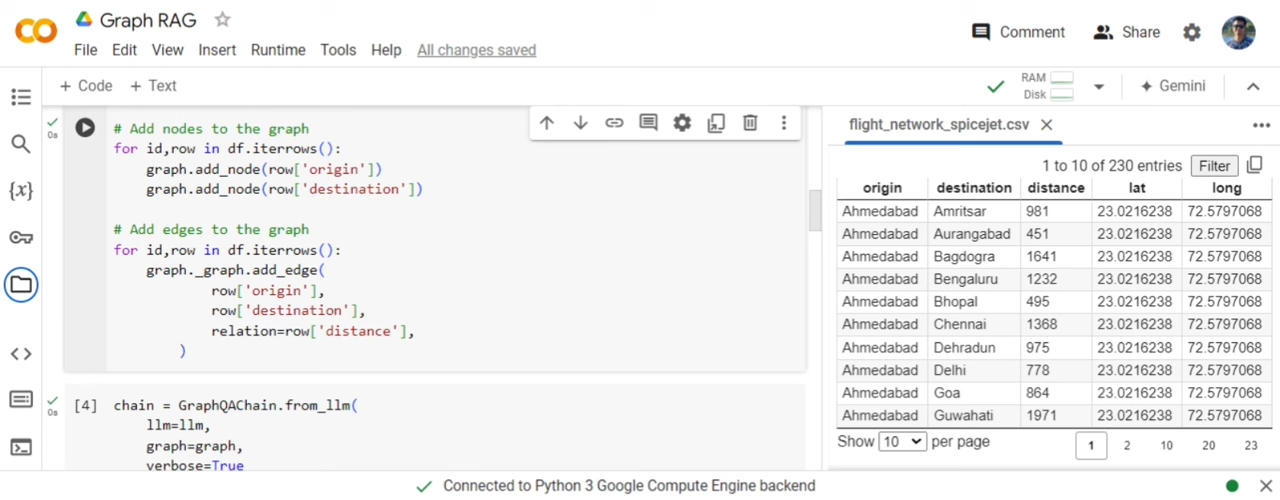 Graph RAG
File Edit View Insert Runtime Tools Help All changes saved
Comment Share
+ Code + Text
RAM
Disk
Gemini
0s
# Add nodes to the graph
for id,row in df.iterrows():
    graph.add_node(row['origin'])
    graph.add_node(row['destination'])
# Add edges to the graph
for id,row in df.iterrows():
    graph._graph.add_edge(
            row['origin'],
            row['destination'],
            relation=row['distance'],
        )
0s
[4] chain = GraphQAChain.from_llm(
    llm=llm,
    graph=graph,
    verbose=True
flight_network_spicejet.csv
1 to 10 of 230 entries Filter
origin destination distance lat long
Ahmedabad Amritsar 981 23.0216238 72.5797068
Ahmedabad Aurangabad 451 23.0216238 72.5797068
Ahmedabad Bagdogra 1641 23.0216238 72.5797068
Ahmedabad Bengaluru 1232 23.0216238 72.5797068
Ahmedabad Bhopal 495 23.0216238 72.5797068
Ahmedabad Chennai 1368 23.0216238 72.5797068
Ahmedabad Dehradun 975 23.0216238 72.5797068
Ahmedabad Delhi 778 23.0216238 72.5797068
Ahmedabad Goa 864 23.0216238 72.5797068
Ahmedabad Guwahati 1971 23.0216238 72.5797068
Show 10 per page 1 2 10 20 23
Connected to Python 3 Google Compute Engine backend